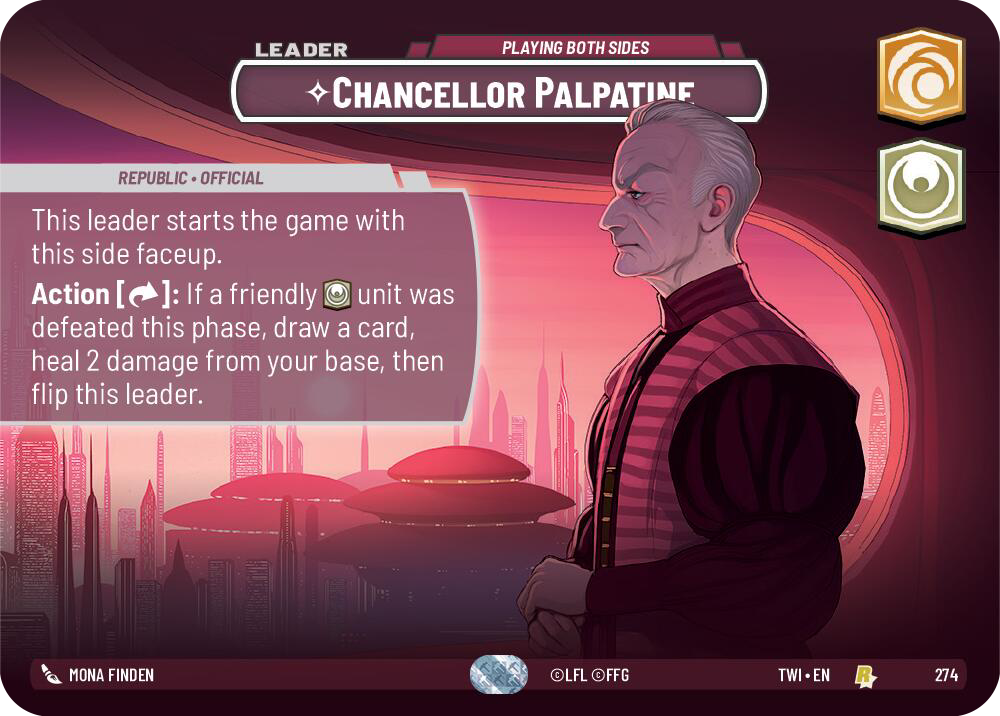 LEADER
PLAYING BOTH SIDES
CHANCELLOR PALPATINE
REPUBLIC • OFFICIAL
This leader starts the game with
this side faceup.
Action [ ]: If a friendly unit was
defeated this phase, draw a card,
heal 2 damage from your base, then
flip this leader.
MONA FINDEN
©LFL ©FFG
TWI • EN
R
274